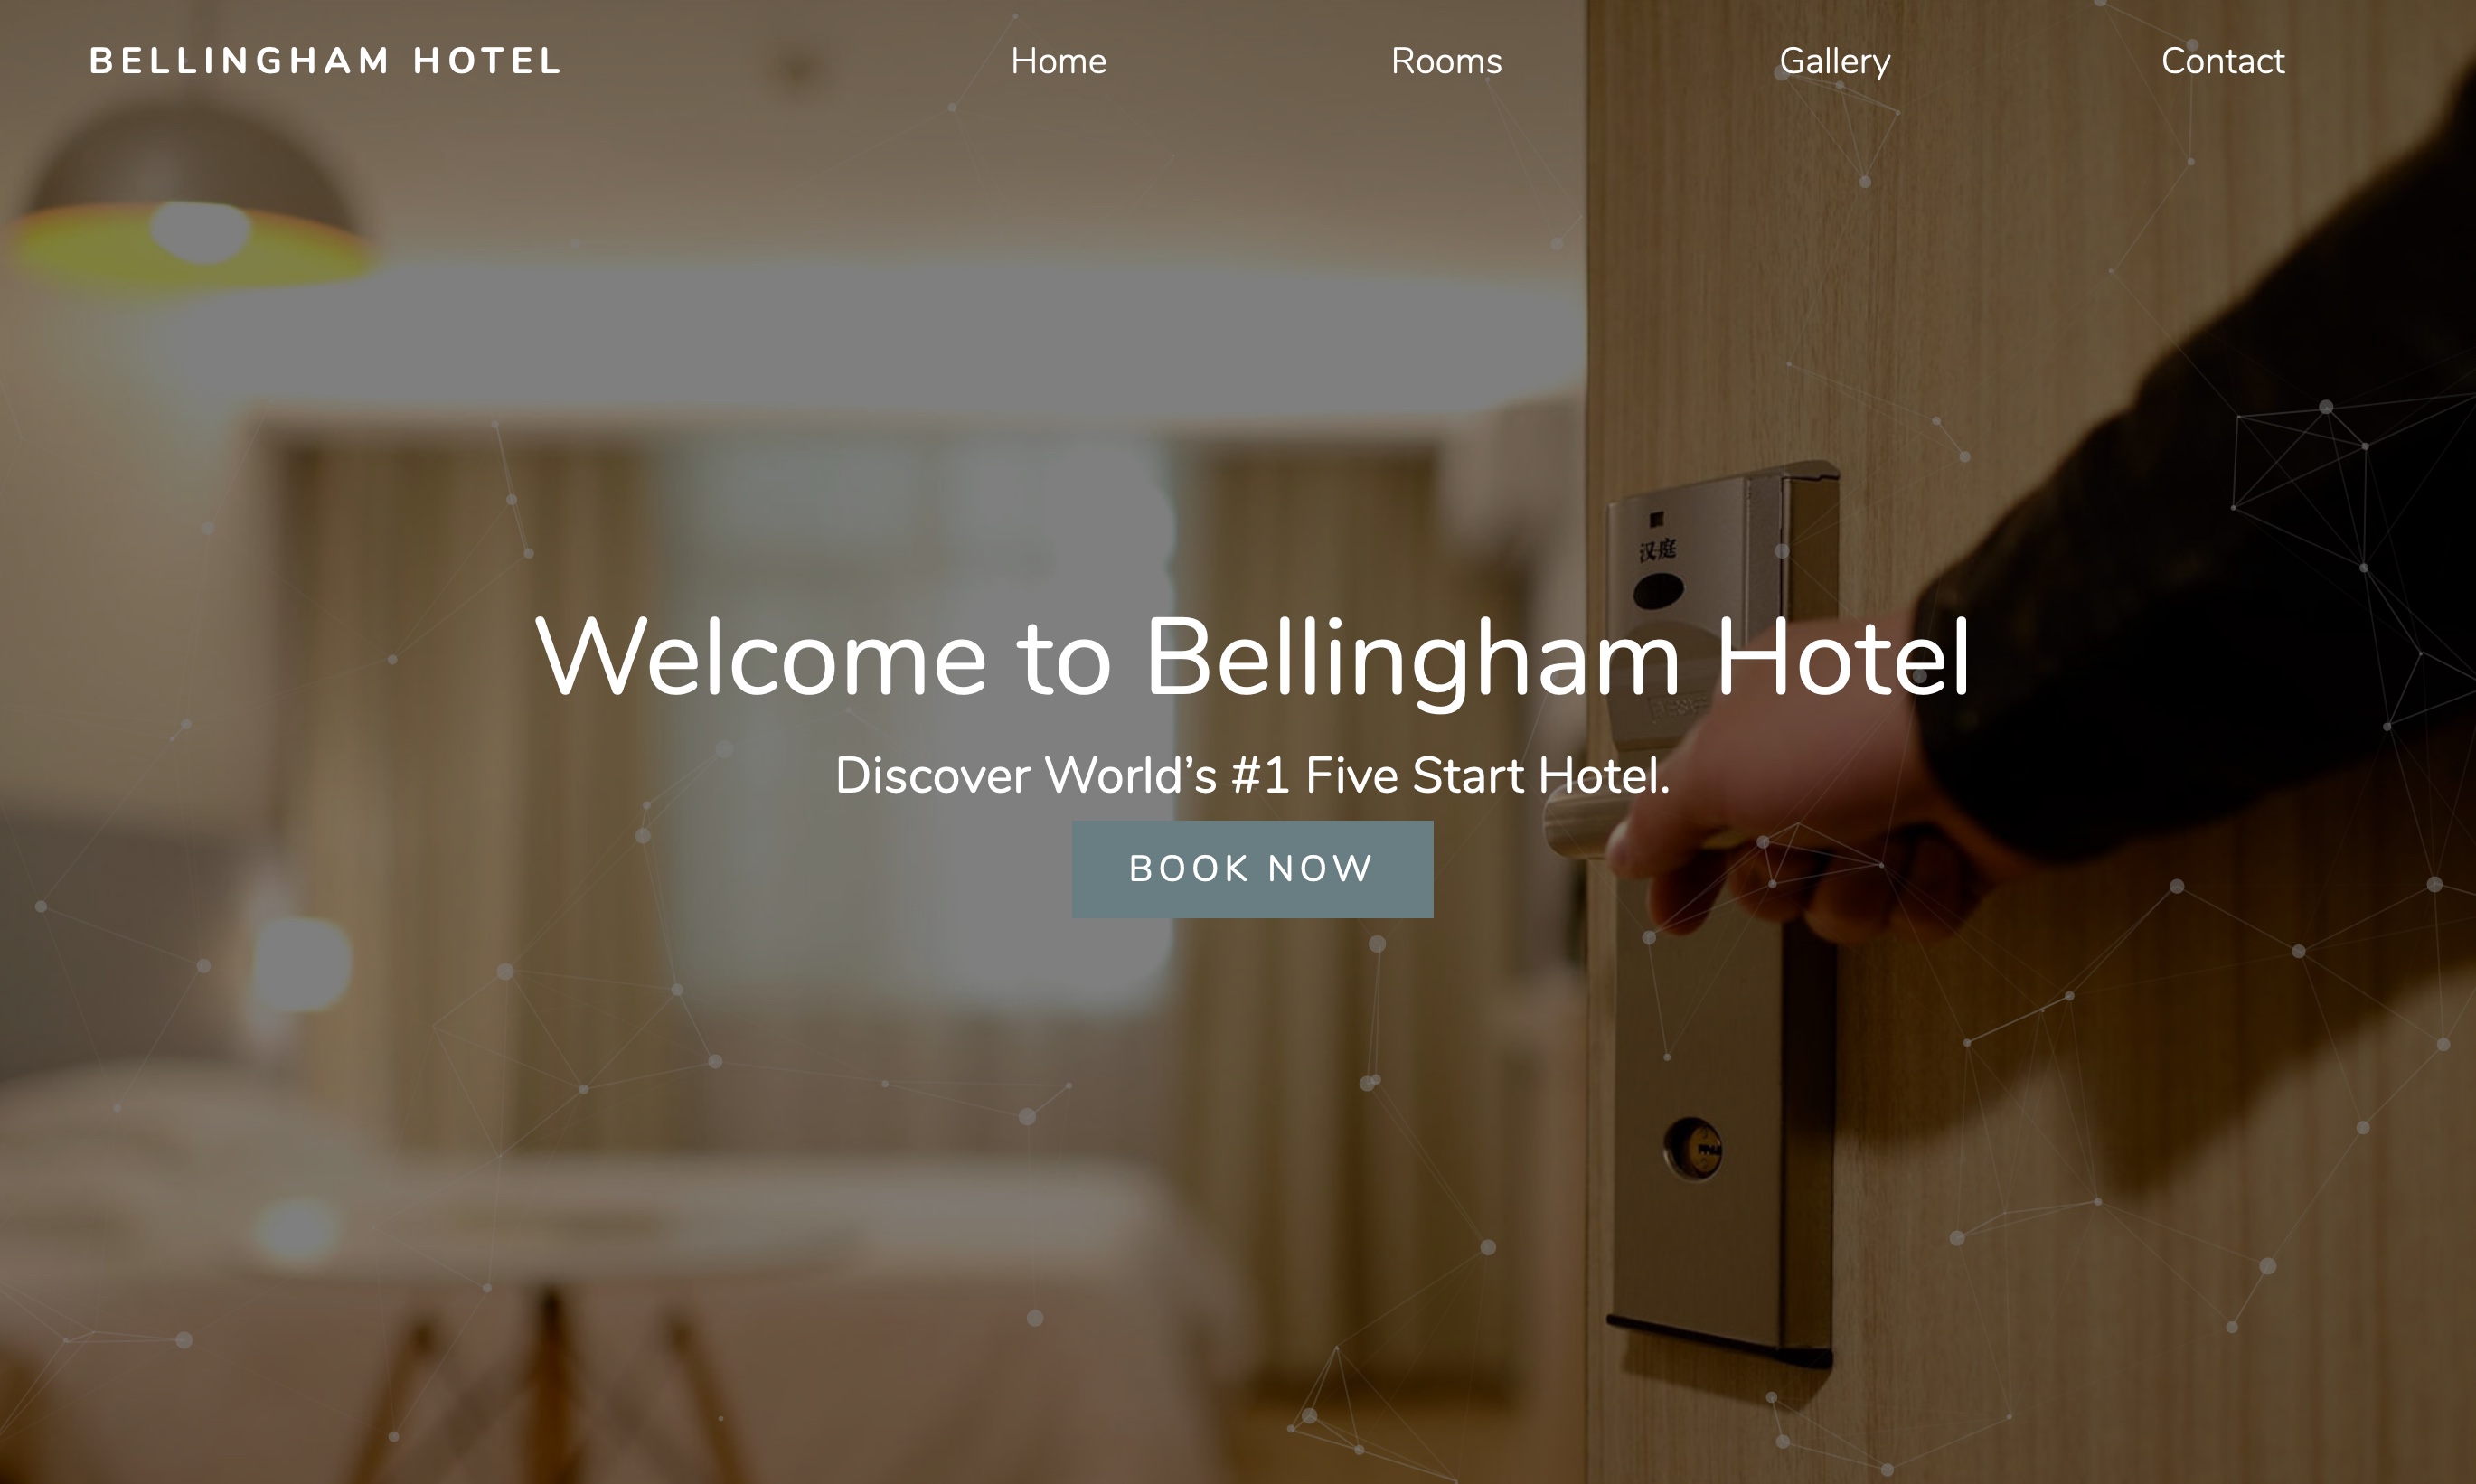 BELLINGHAM HOTEL
Home
Rooms
Gallery
Contact
汉庭
Welcome to Bellingham Hotel
Discover World’s #1 Five Start Hotel.
BOOK NOW